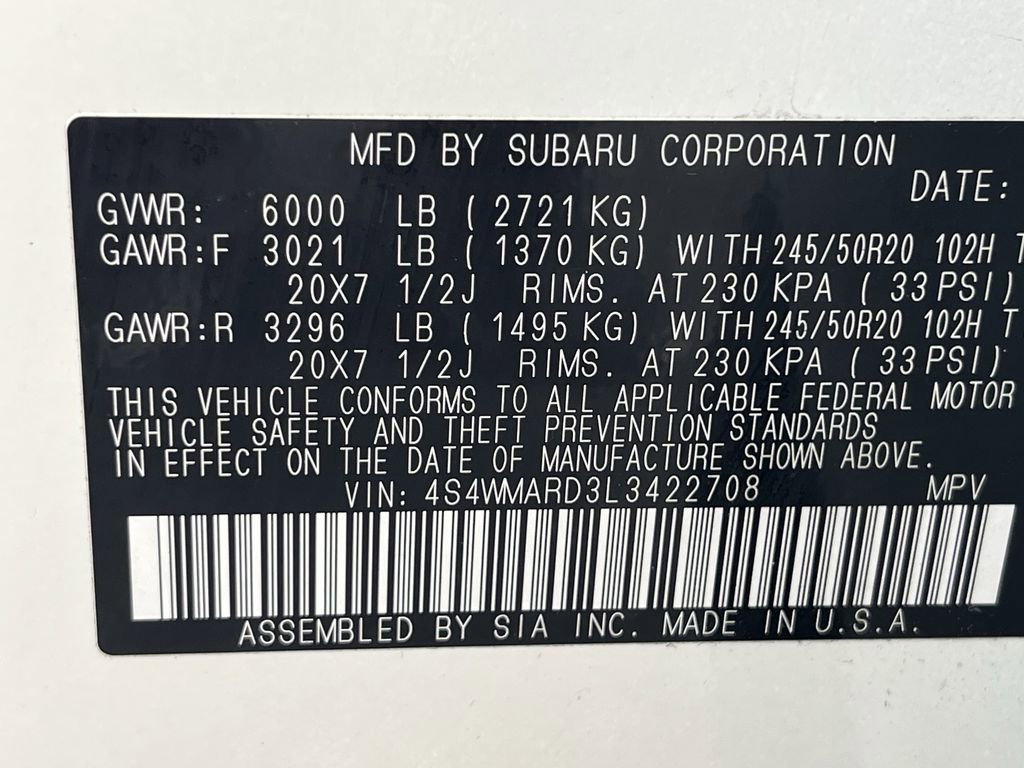 MFD BY SUBARU CORPORATION
DATE:
GVWR: 6000 LB ( 2721 KG)
GAWR:F 3021 LB ( 1370 KG) WITH 245/50R20 102H T
20X7 1/2J RIMS. AT 230 KPA ( 33 PSI)
GAWR:R 3296 LB ( 1495 KG) WITH 245/50R20 102H T
20X7 1/2J RIMS. AT 230 KPA ( 33 PSI)
THIS VEHICLE CONFORMS TO ALL APPLICABLE FEDERAL MOTOR
VEHICLE SAFETY AND THEFT PREVENTION STANDARDS
IN EFFECT ON THE DATE OF MANUFACTURE SHOWN ABOVE.
VIN: 4S4WMARD3L3422708 MPV
ASSEMBLED BY SIA INC. MADE IN U.S.A.